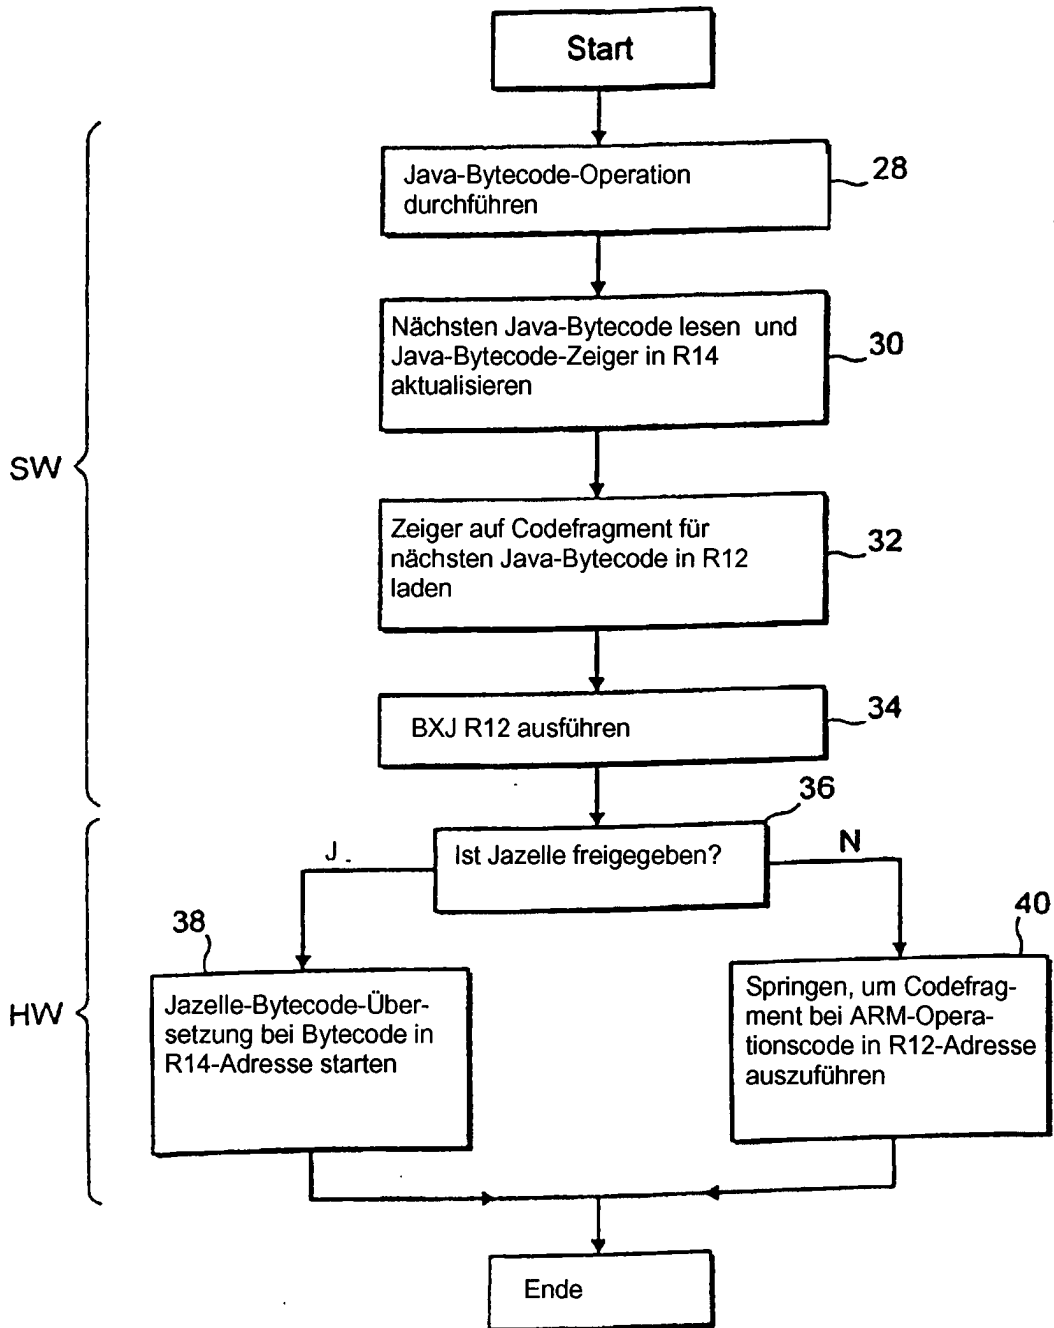 Start
Java-Bytecode-Operation
durchführen
28
Nächsten Java-Bytecode lesen und
Java-Bytecode-Zeiger in R14
aktualisieren
30
SW
Zeiger auf Codefragment für
nächsten Java-Bytecode in R12
laden
32
BXJ R12 ausführen
34
36
Ist Jazelle freigegeben?
J
N
38
40
HW
Jazelle-Bytecode-Über-
setzung bei Bytecode in
R14-Adresse starten
Springen, um Codefrag-
ment bei ARM-Opera-
tionscode in R12-Adresse
auszuführen
Ende